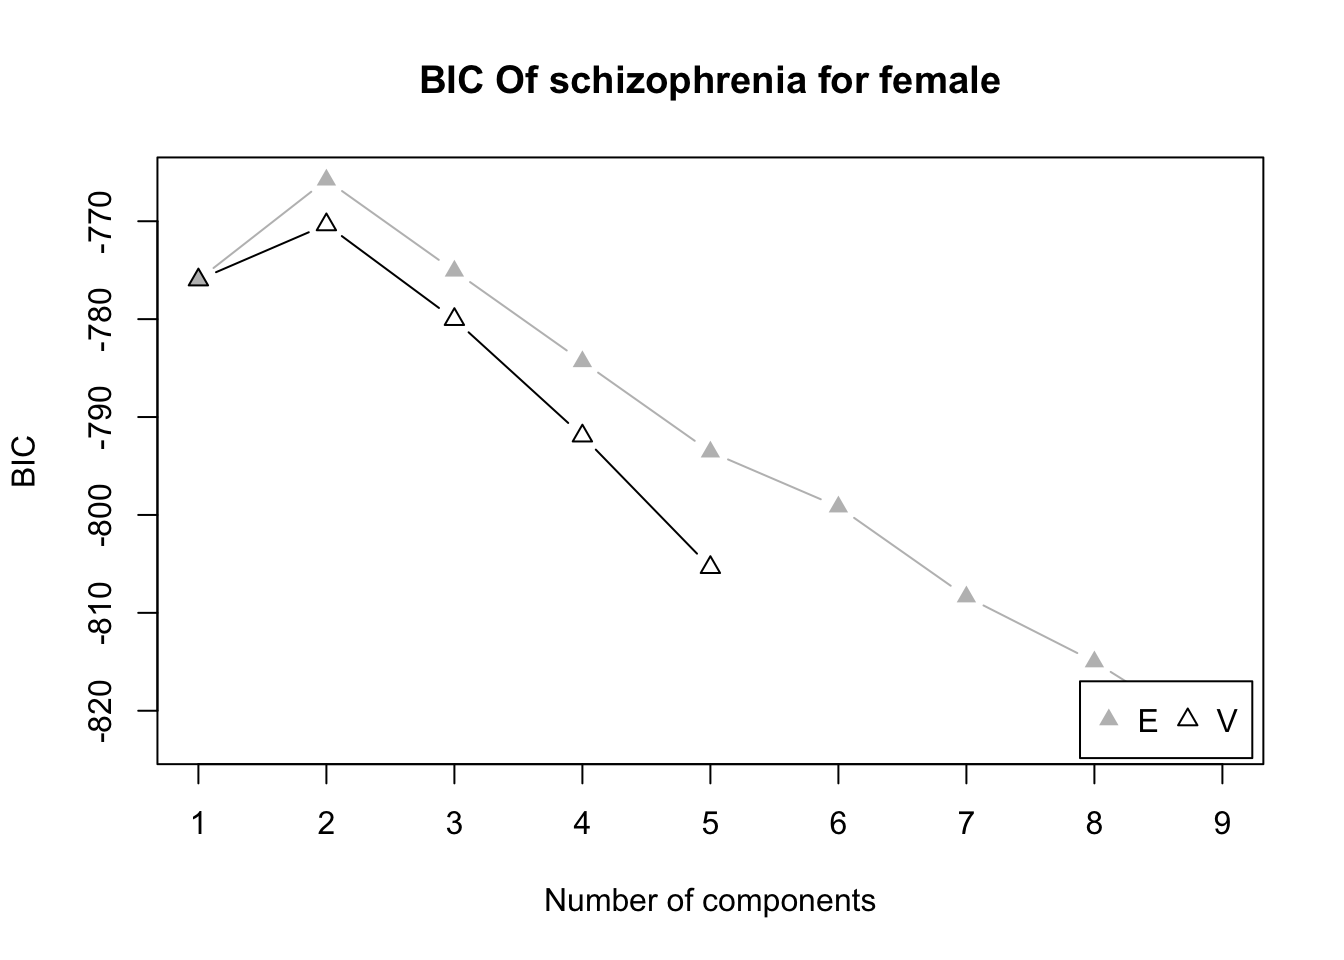 BIC Of schizophrenia for female
BIC
-770
-780
-790
-800
-810
-820
E V
1 2 3 4 5 6 7 8 9
Number of components